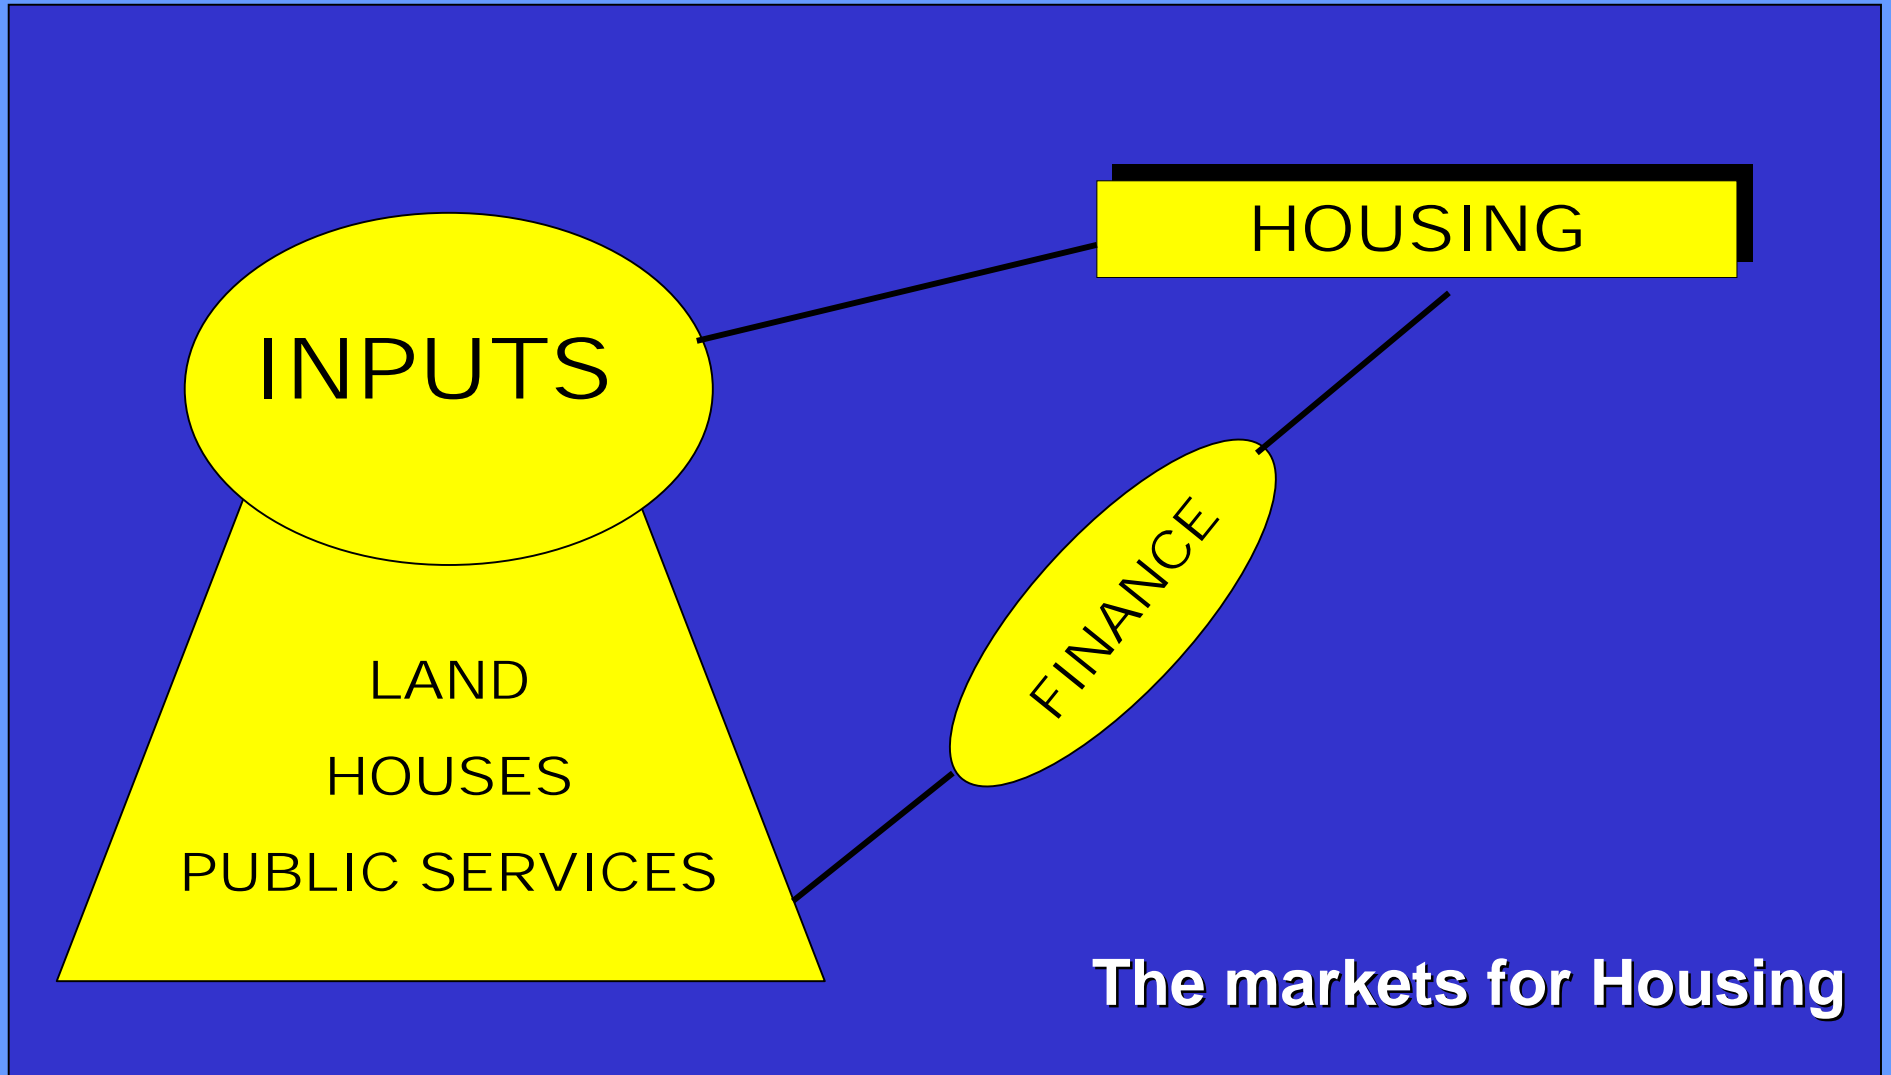 HOUSING
INPUTS
FINANCE
LAND
HOUSES
PUBLIC SERVICES
The markets for Housing